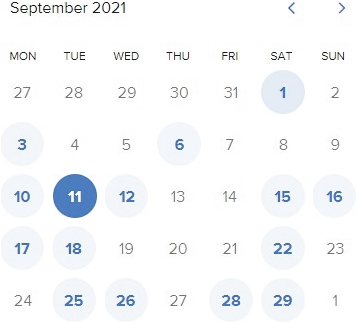 September 2021
MON TUE WED THU FRI SAT SUN
27 28 29 30 31 1 2
3 4 5 6 7 8 9
10 11 12 13 14 15 16
17 18 19 20 21 22 23
24 25 26 27 28 29 1